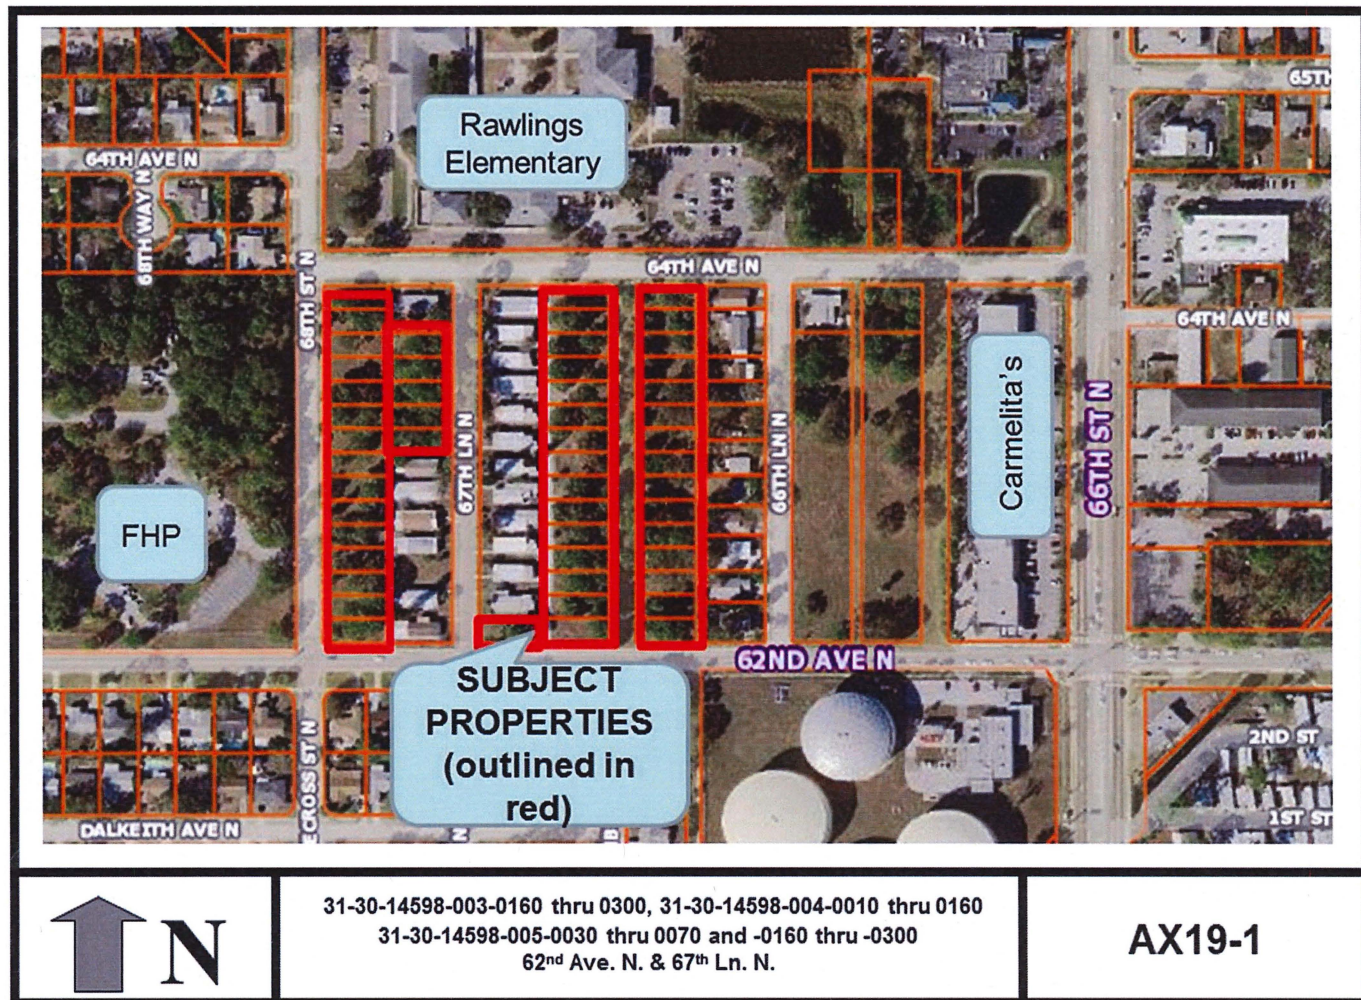 65TH
Rawlings
Elementary
64TH AVE N
68TH WAY N
68TH ST N
64TH AVE N
64TH AVE N
67TH LN N
66TH LN N
Carmelita's
66TH ST N
FHP
62ND AVE N
SUBJECT
PROPERTIES
(outlined in
red)
2ND ST
1ST ST
DALKEITH AVE N
ECROSS ST N
N
B
N
31-30-14598-003-0160 thru 0300, 31-30-14598-004-0010 thru 0160
31-30-14598-005-0030 thru 0070 and -0160 thru -0300
62nd Ave. N. & 67th Ln. N.
AX19-1